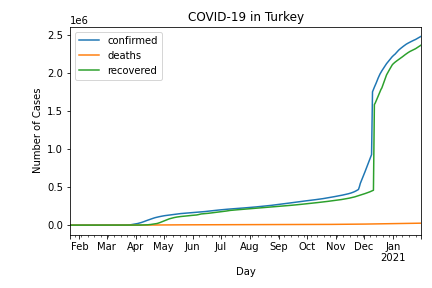 COVID-19 in Turkey
1e6
confirmed
deaths
recovered
2.5
2.0
1.5
1.0
0.5
0.0
Number of Cases
Feb Mar Apr May Jun Jul Aug Sep Oct Nov Dec Jan
2021
Day